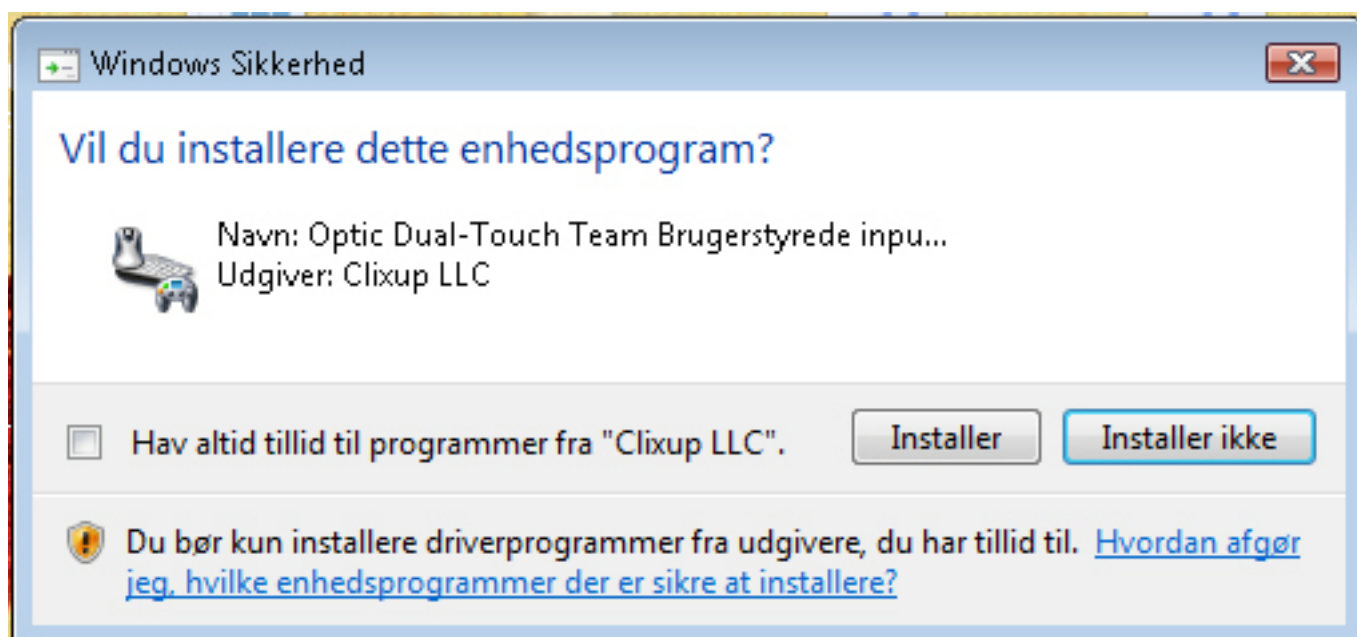 Windows Sikkerhed
Vil du installere dette enhedsprogram?
Navn: Optic Dual-Touch Team Brugerstyrede inpu...
Udgiver: Clixup LLC
Hav altid tillid til programmer fra "Clixup LLC".
Installer
Installer ikke
Du bør kun installere driverprogrammer fra udgivere, du har tillid til. Hvordan afgør
jeg, hvilke enhedsprogrammer der er sikre at installere?